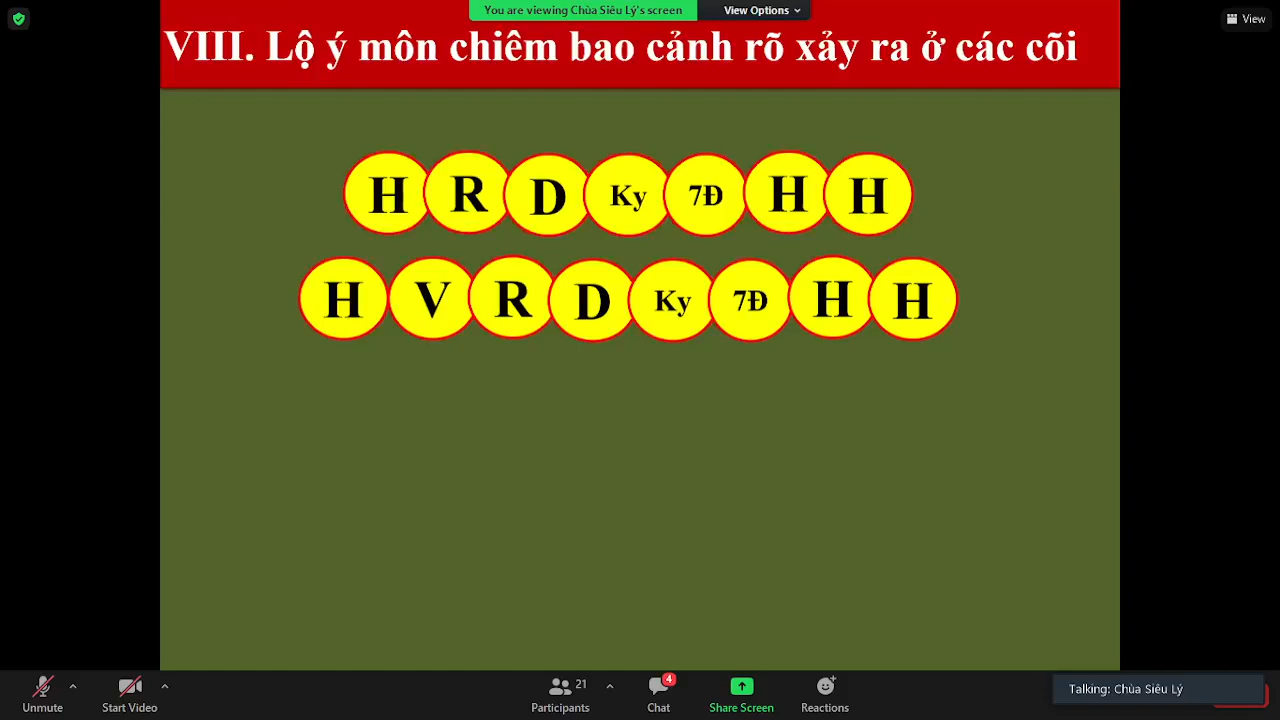 You are viewing Chùa Siêu Lý's screen
View Options
View
VIII. Lộ ý môn chiêm bao cảnh rõ xảy ra ở các cõi
H R D Ky 7Đ H H
H V R D Ky 7Đ H H
Unmute
Start Video
21
Participants
4
Chat
Share Screen
Reactions
Talking: Chùa Siêu Lý